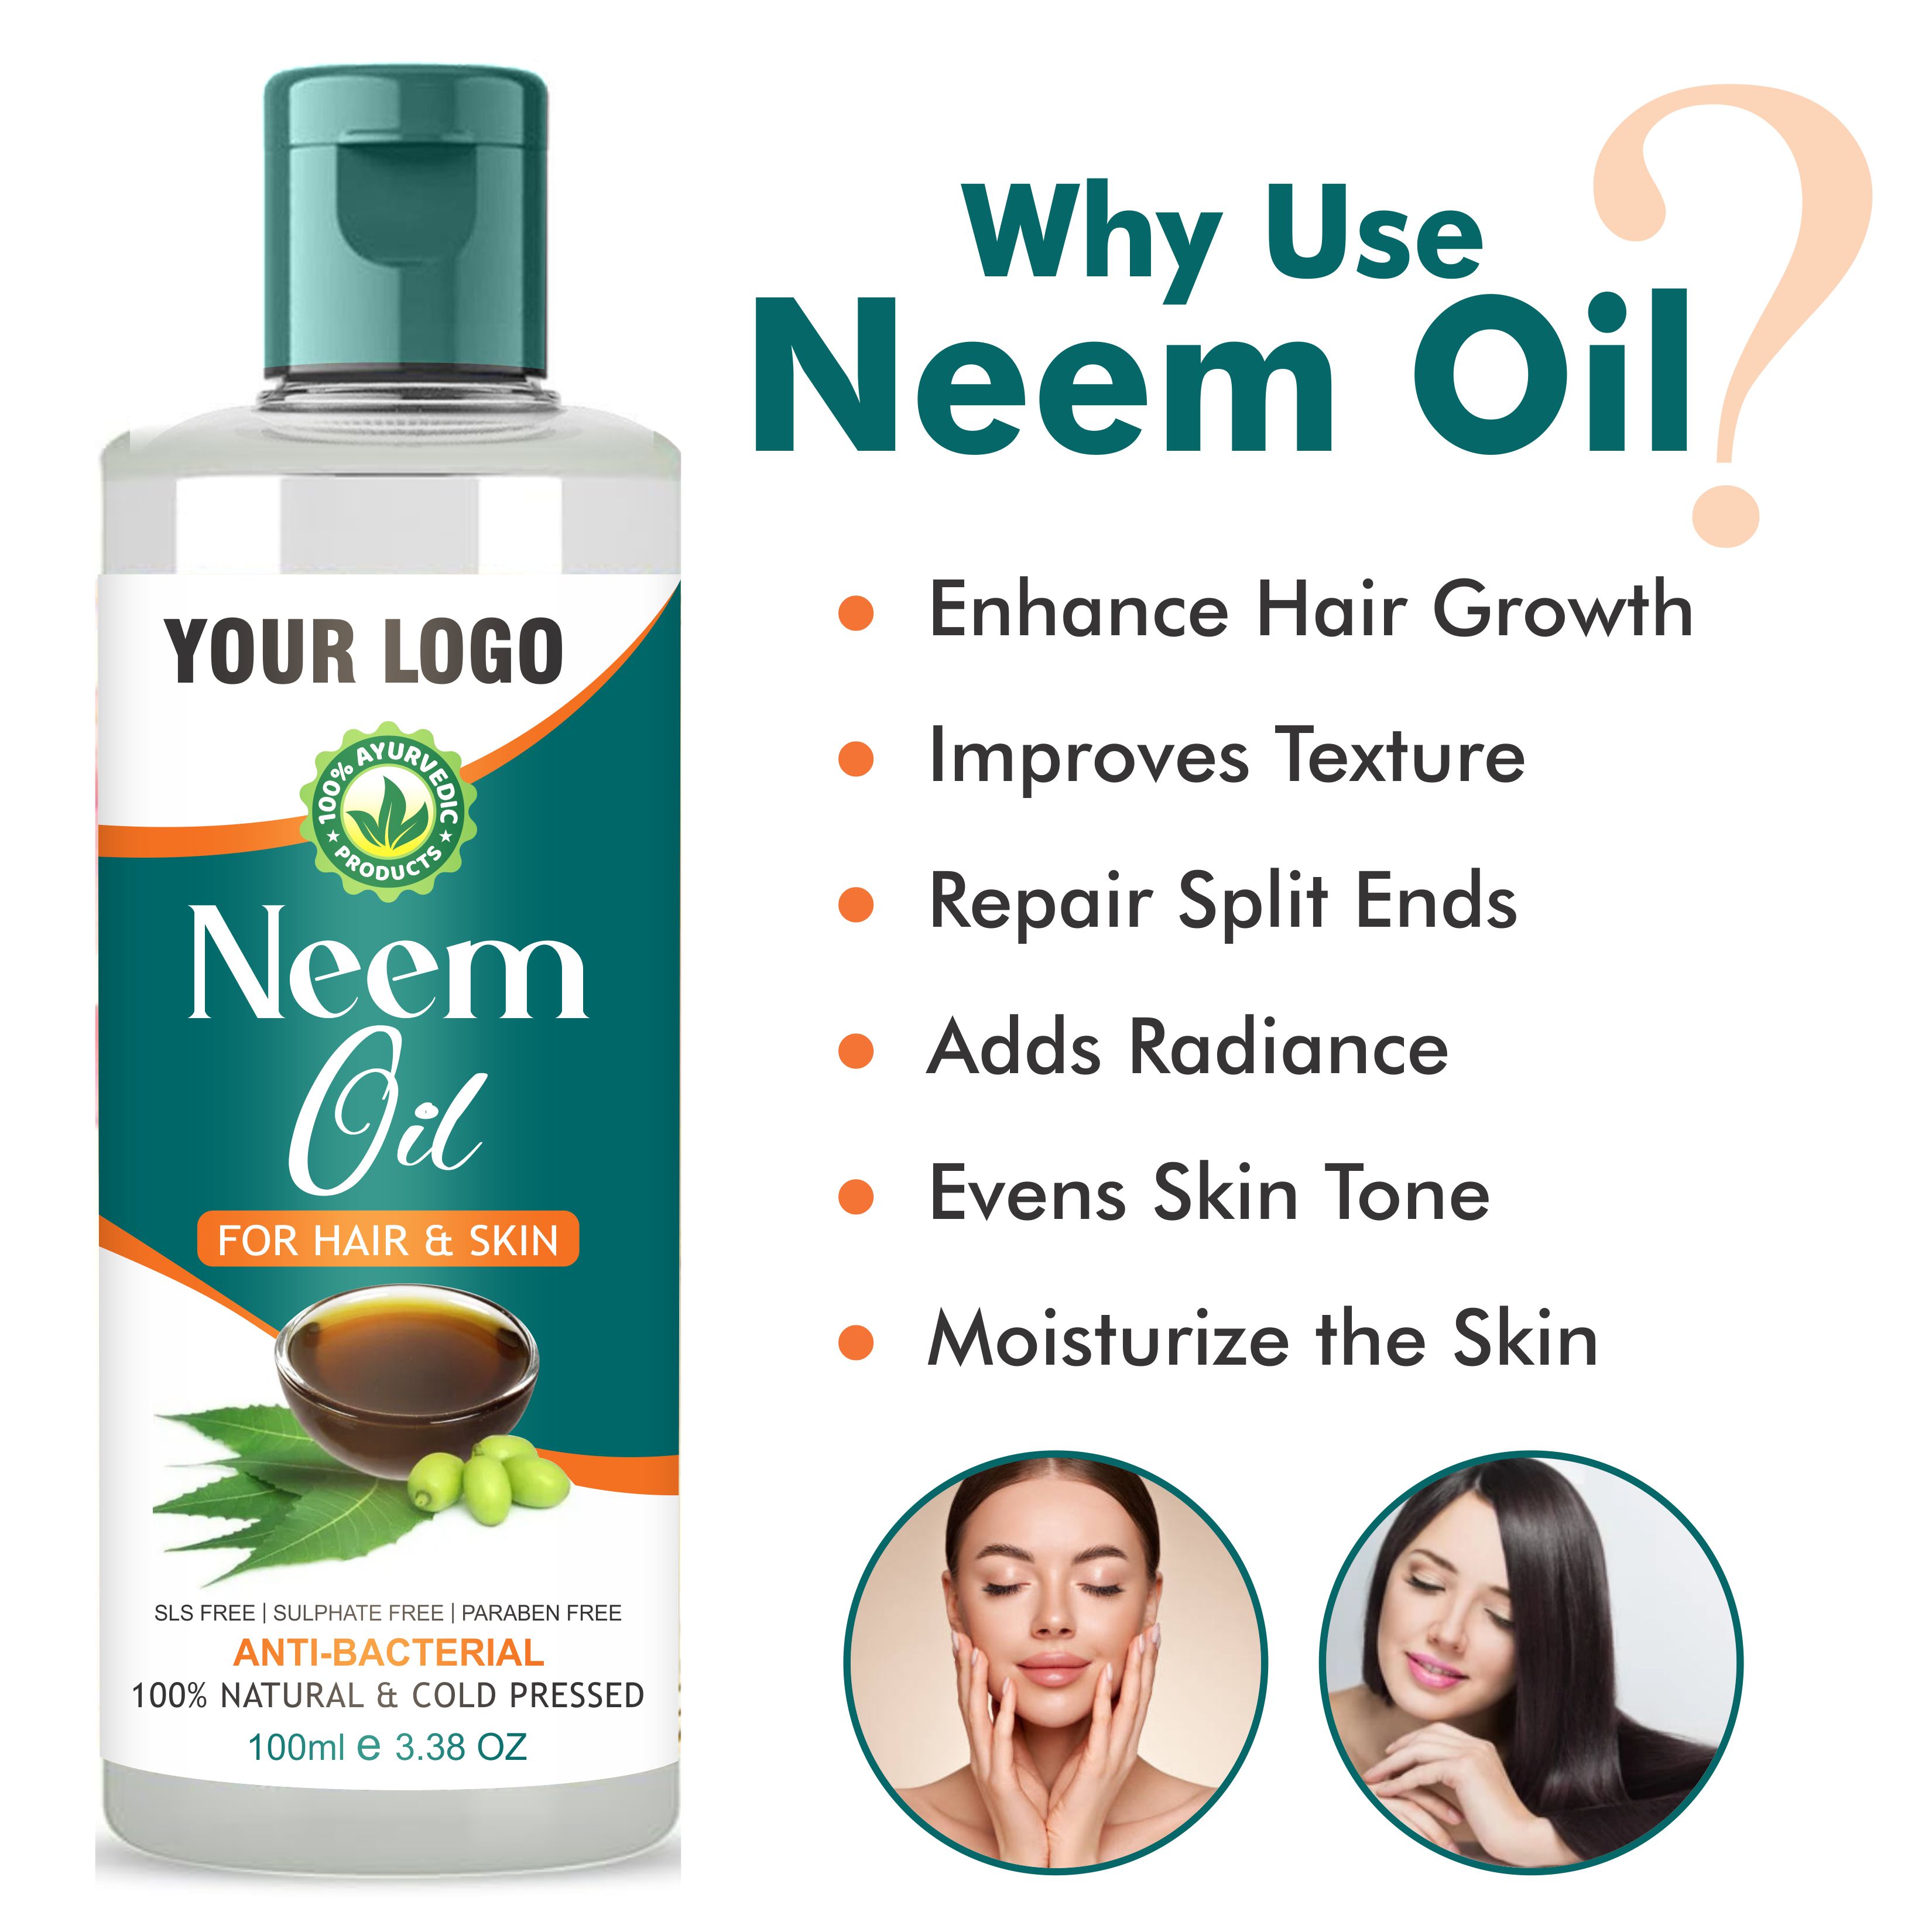 YOUR LOGO
100% AYURVEDIC
PRODUCTS
Neem
Oil
FOR HAIR & SKIN
SLS FREE | SULPHATE FREE | PARABEN FREE
ANTI-BACTERIAL
100% NATURAL & COLD PRESSED
100ml e 3.38 OZ
Why Use
Neem Oil?
Enhance Hair Growth
Improves Texture
Repair Split Ends
Adds Radiance
Evens Skin Tone
Moisturize the Skin